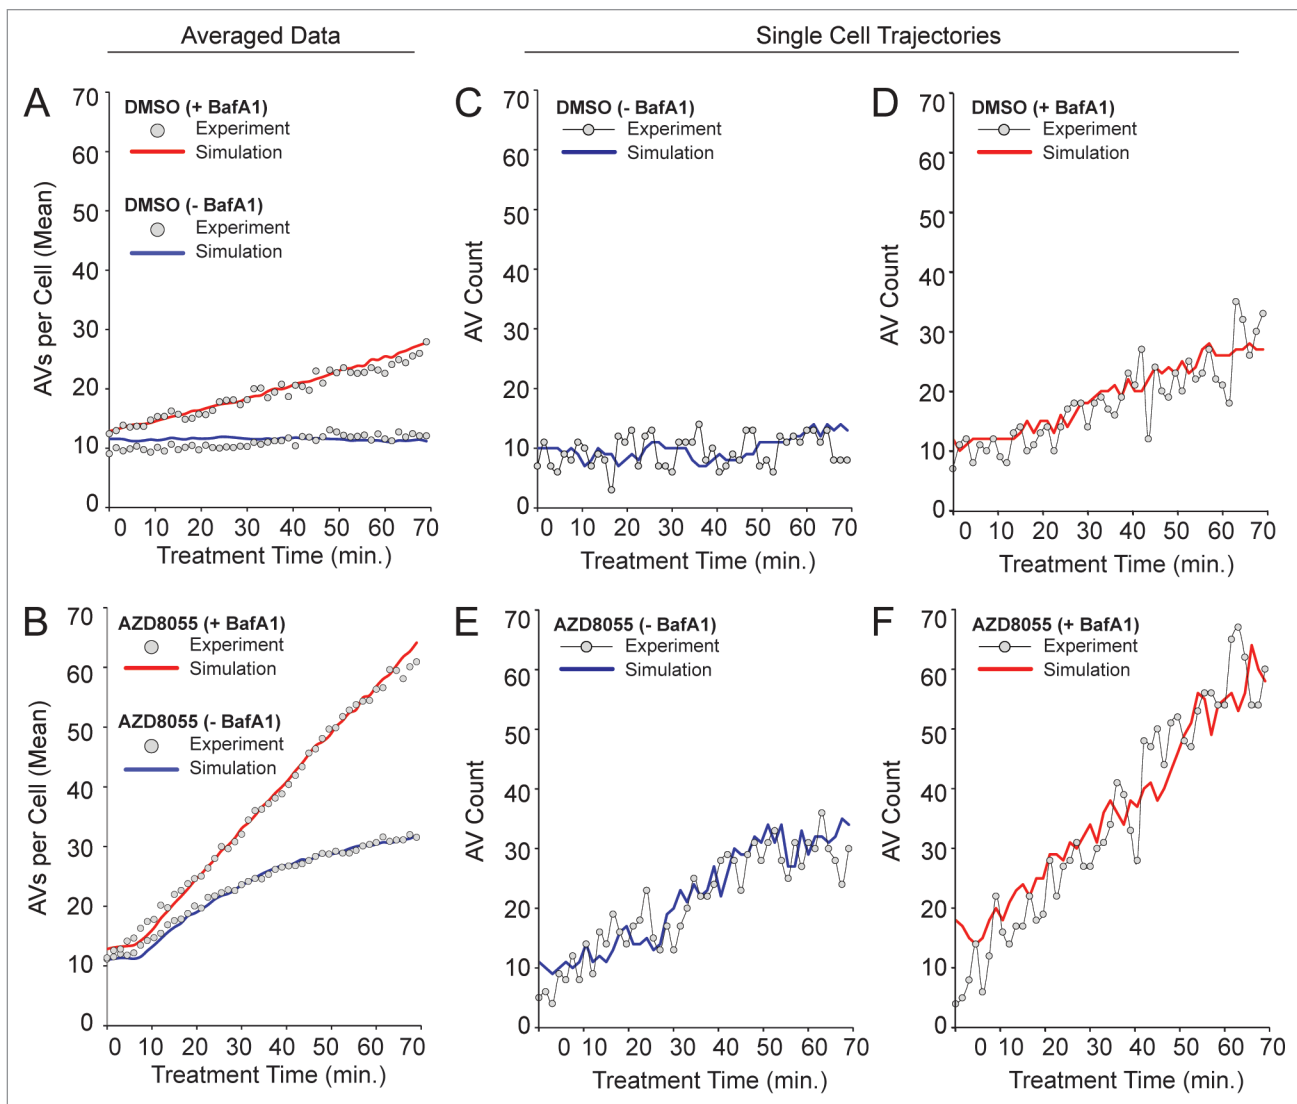 Averaged Data
Single Cell Trajectories
A
70
60
50
40
30
20
10
0
AVs per Cell (Mean)
DMSO (+ BafA1)
Experiment
Simulation
DMSO (- BafA1)
Experiment
Simulation
0 10 20 30 40 50 60 70
Treatment Time (min.)
C
70
60
50
40
30
20
10
0
AV Count
DMSO (- BafA1)
Experiment
Simulation
0 10 20 30 40 50 60 70
Treatment Time (min.)
D
70
60
50
40
30
20
10
0
AV Count
DMSO (+ BafA1)
Experiment
Simulation
0 10 20 30 40 50 60 70
Treatment Time (min.)
B
70
60
50
40
30
20
10
0
AVs per Cell (Mean)
AZD8055 (+ BafA1)
Experiment
Simulation
AZD8055 (- BafA1)
Experiment
Simulation
0 10 20 30 40 50 60 70
Treatment Time (min.)
E
70
60
50
40
30
20
10
0
AV Count
AZD8055 (- BafA1)
Experiment
Simulation
0 10 20 30 40 50 60 70
Treatment Time (min.)
F
70
60
50
40
30
20
10
0
AV Count
AZD8055 (+ BafA1)
Experiment
Simulation
0 10 20 30 40 50 60 70
Treatment Time (min.)